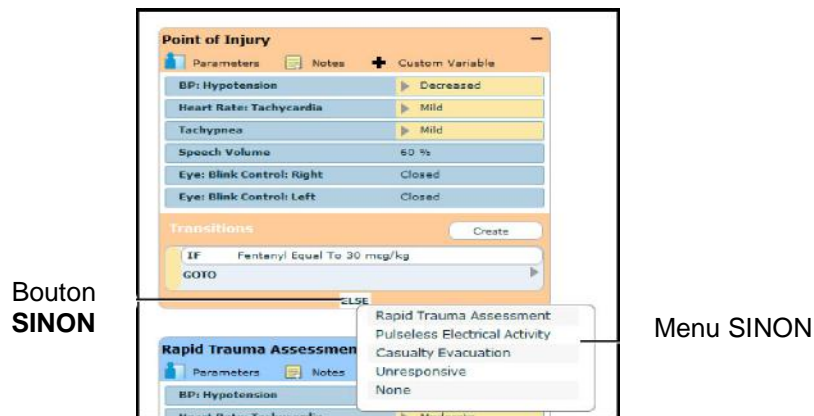 Point of Injury
Parameters Notes Custom Variable
BP: Hypotension Decreased
Heart Rate: Tachycardia Mild
Tachypnea Mild
Speech Volume 60 %
Eye: Blink Control: Right Closed
Eye: Blink Control: Left Closed
Transitions Create
IF Fentanyl Equal To 30 mcg/kg
GOTO
ELSE
Bouton
SINON
Rapid Trauma Assessment
Pulseless Electrical Activity
Casualty Evacuation
Unresponsive
None
Menu SINON
Rapid Trauma Assessmen
Parameters Notes
BP: Hypotension